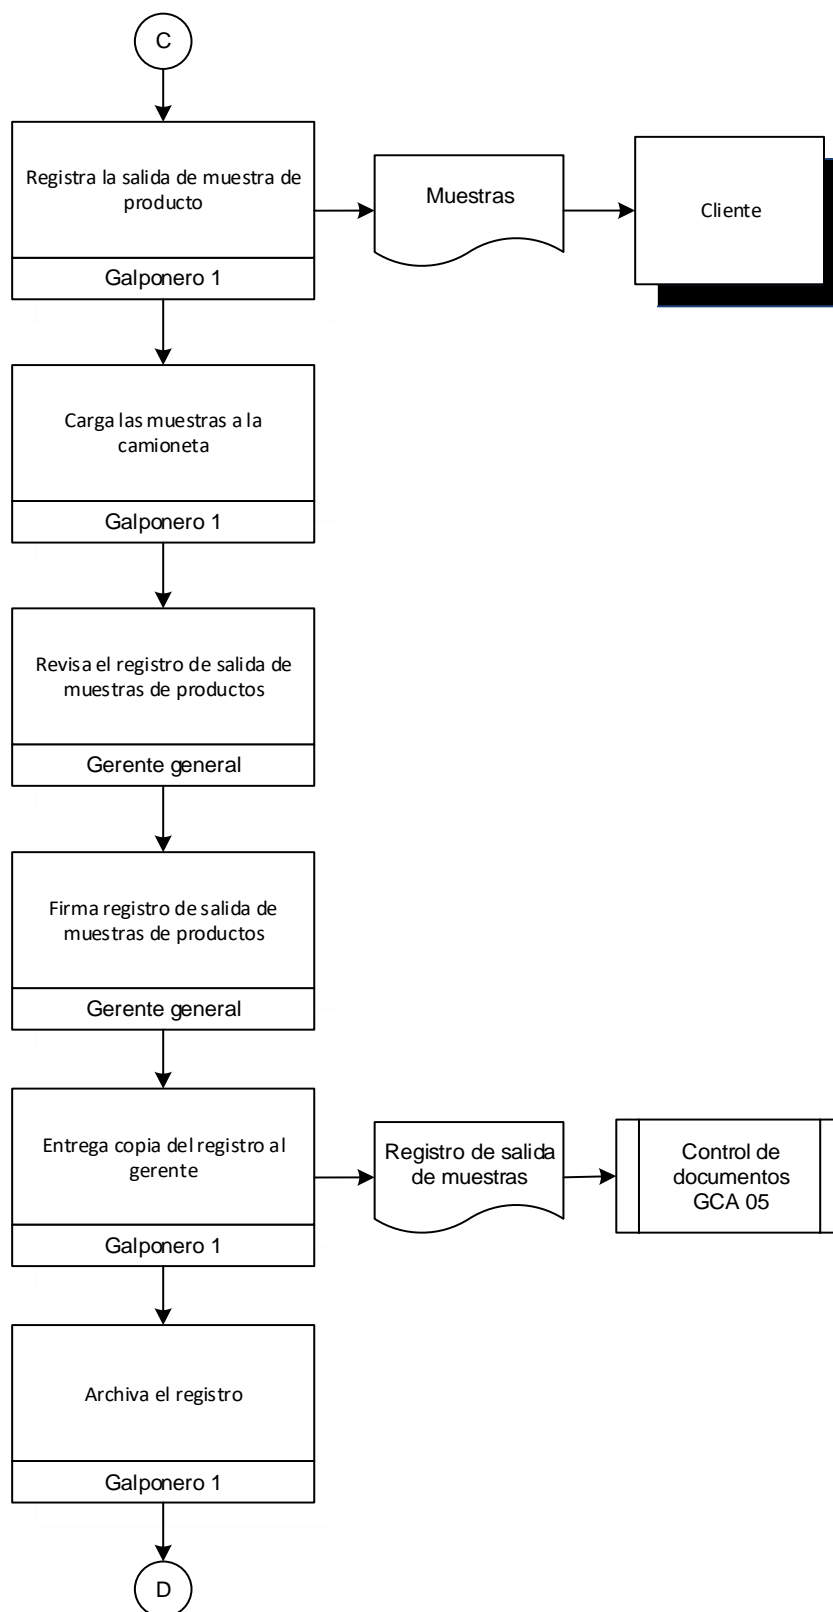 C
Registra la salida de muestra de
producto
Galponero 1
Muestras
Cliente
Carga las muestras a la
camioneta
Galponero 1
Revisa el registro de salida de
muestras de productos
Gerente general
Firma registro de salida de
muestras de productos
Gerente general
Entrega copia del registro al
gerente
Galponero 1
Registro de salida
de muestras
Control de
documentos
GCA 05
Archiva el registro
Galponero 1
D